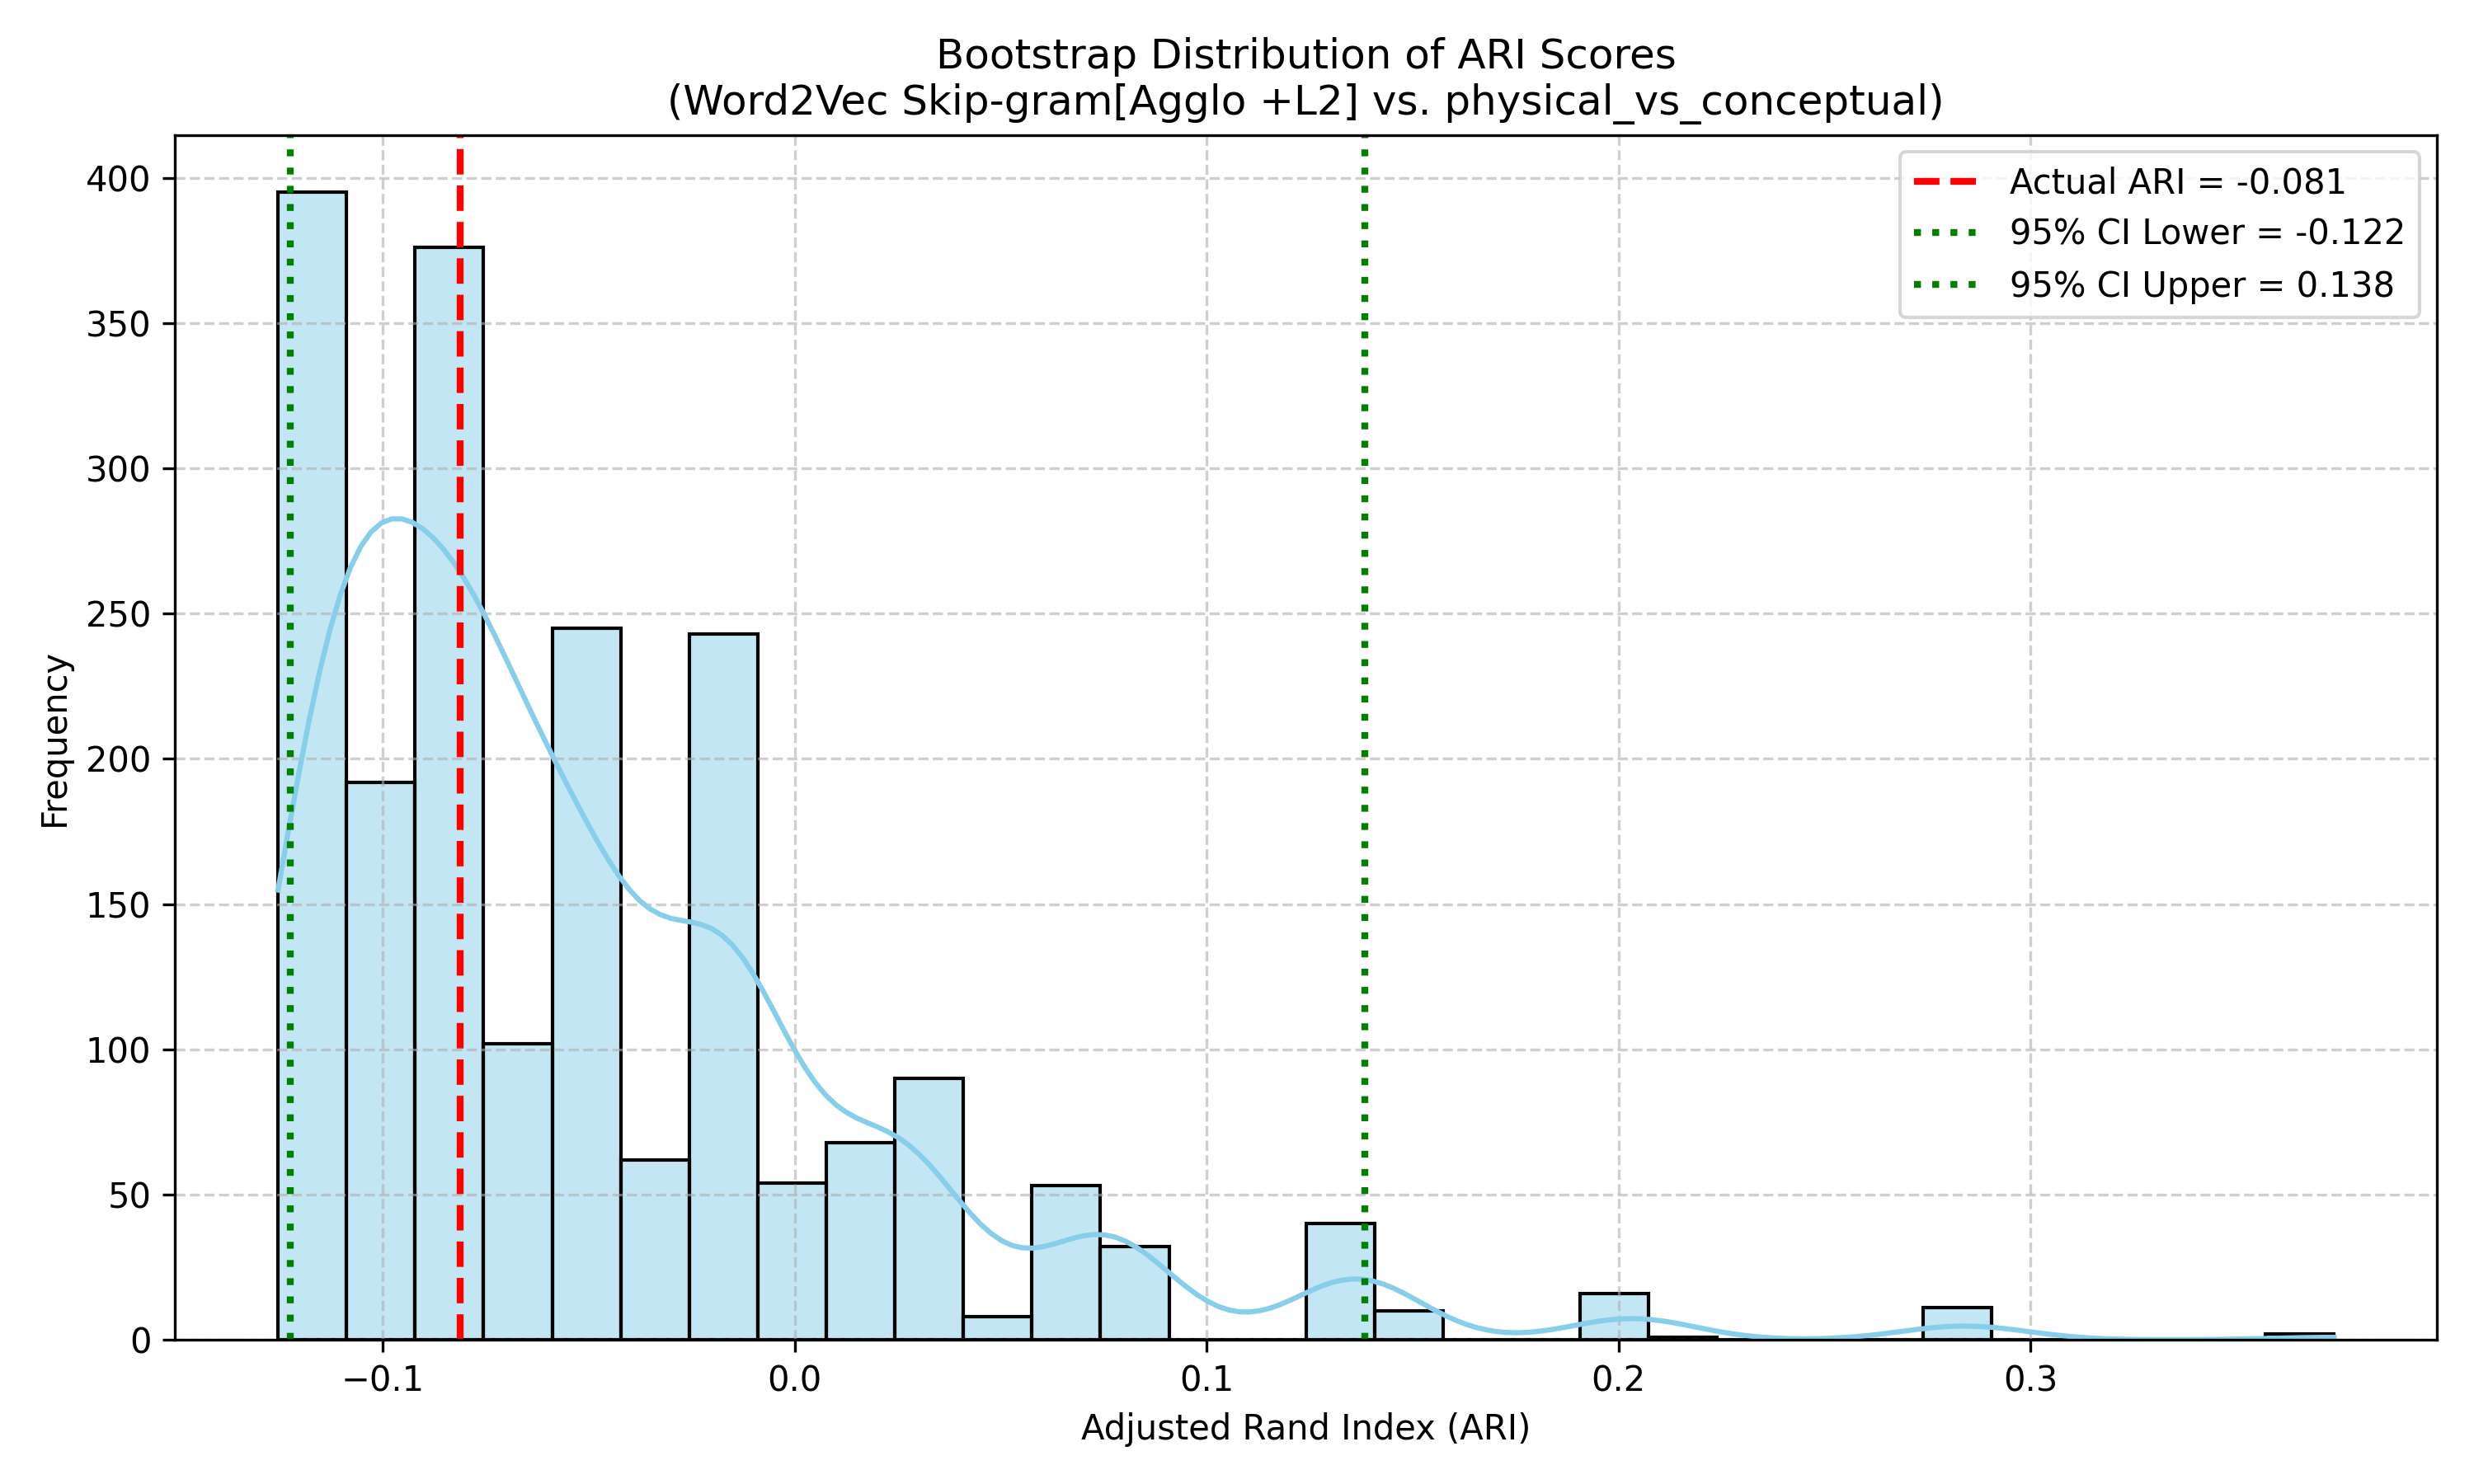 Bootstrap Distribution of ARI Scores
(Word2Vec Skip-gram[Agglo +L2] vs. physical_vs_conceptual)
Actual ARI = -0.081
95% CI Lower = -0.122
95% CI Upper = 0.138
400
350
300
250
200
150
100
50
0
Frequency
−0.1
0.0
0.1
0.2
0.3
Adjusted Rand Index (ARI)